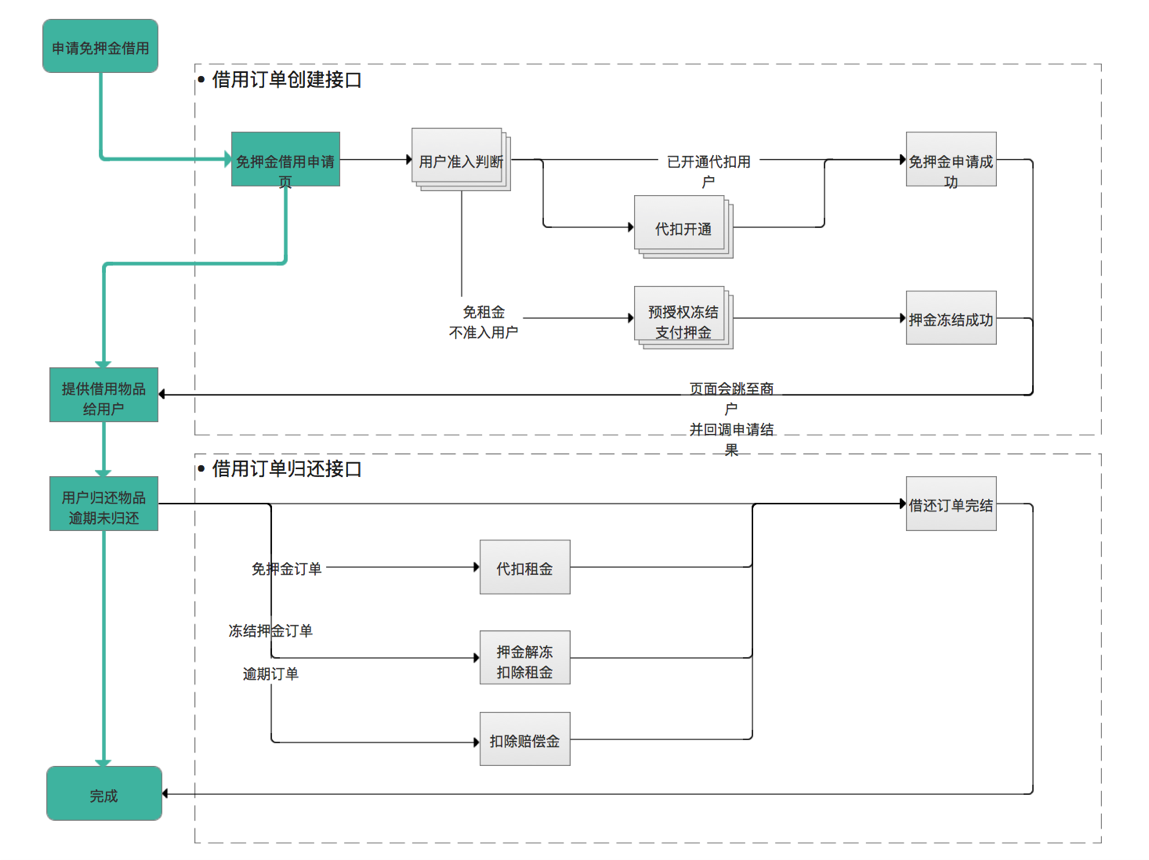 申请免押金借用
• 借用订单创建接口
免押金借用申请
页
用户准入判断
已开通代扣用
户
免押金申请成
功
代扣开通
免租金
不准入用户
预授权冻结
支付押金
押金冻结成功
提供借用物品
给用户
页面会跳至商
户
并回调申请结
果
• 借用订单归还接口
用户归还物品
逾期未归还
借还订单完结
免押金订单
代扣租金
冻结押金订单
押金解冻
扣除租金
逾期订单
扣除赔偿金
完成